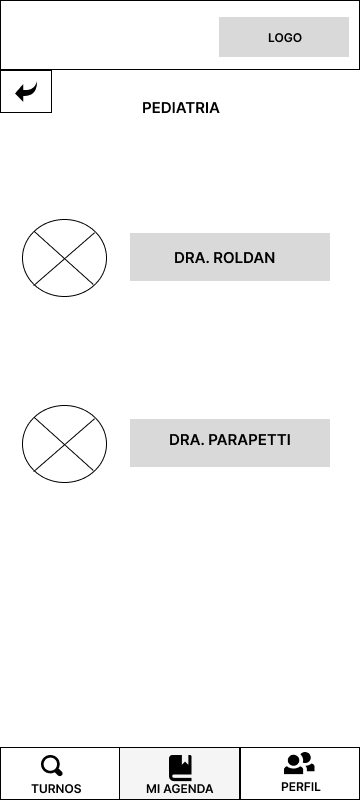 LOGO
PEDIATRIA
DRA. ROLDAN
DRA. PARAPETTI
TURNOS
MI AGENDA
PERFIL